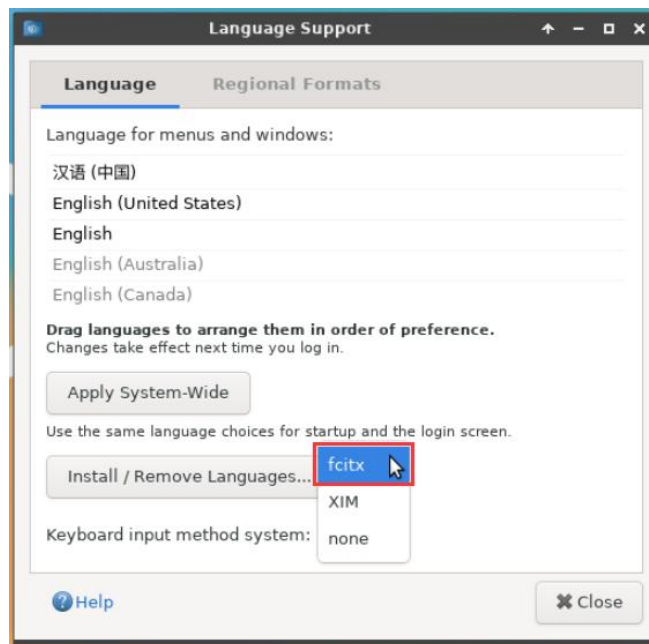 Language Support
Language Regional Formats
Language for menus and windows:
汉语 (中国)
English (United States)
English
English (Australia)
English (Canada)
Drag languages to arrange them in order of preference.
Changes take effect next time you log in.
Apply System-Wide
Use the same language choices for startup and the login screen.
Install / Remove Languages...
fcitx
XIM
Keyboard input method system:
none
Help
Close